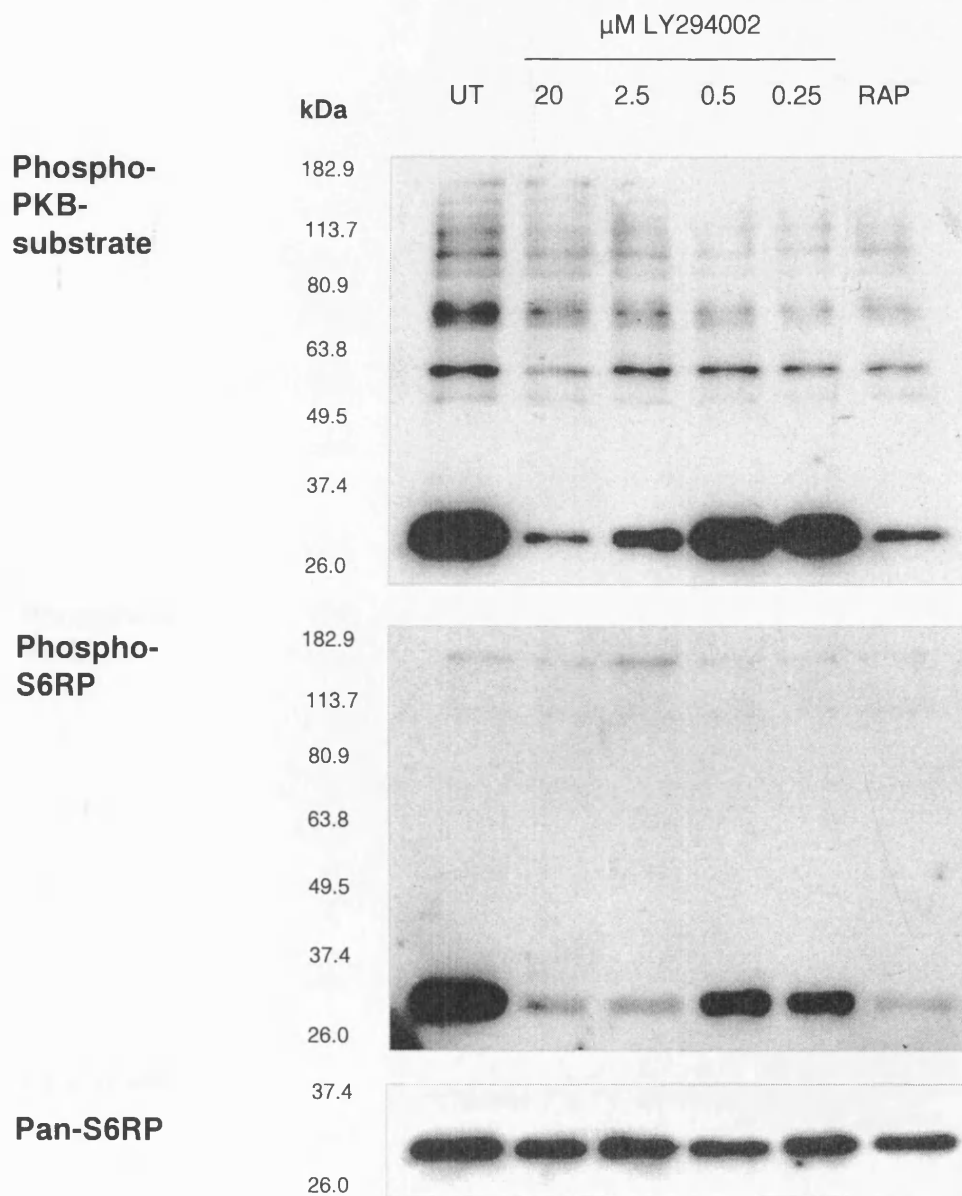 µM LY294002
kDa UT 20 2.5 0.5 0.25 RAP
Phospho-
PKB-
substrate
182.9
113.7
80.9
63.8
49.5
37.4
26.0
Phospho-
S6RP
182.9
113.7
80.9
63.8
49.5
37.4
26.0
Pan-S6RP
37.4
26.0